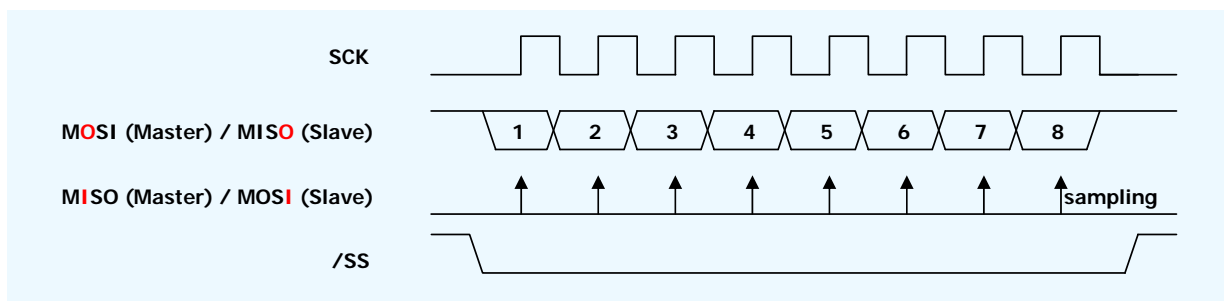 SCK
MOSI (Master) / MISO (Slave)
1 2 3 4 5 6 7 8
MISO (Master) / MOSI (Slave)
sampling
/SS